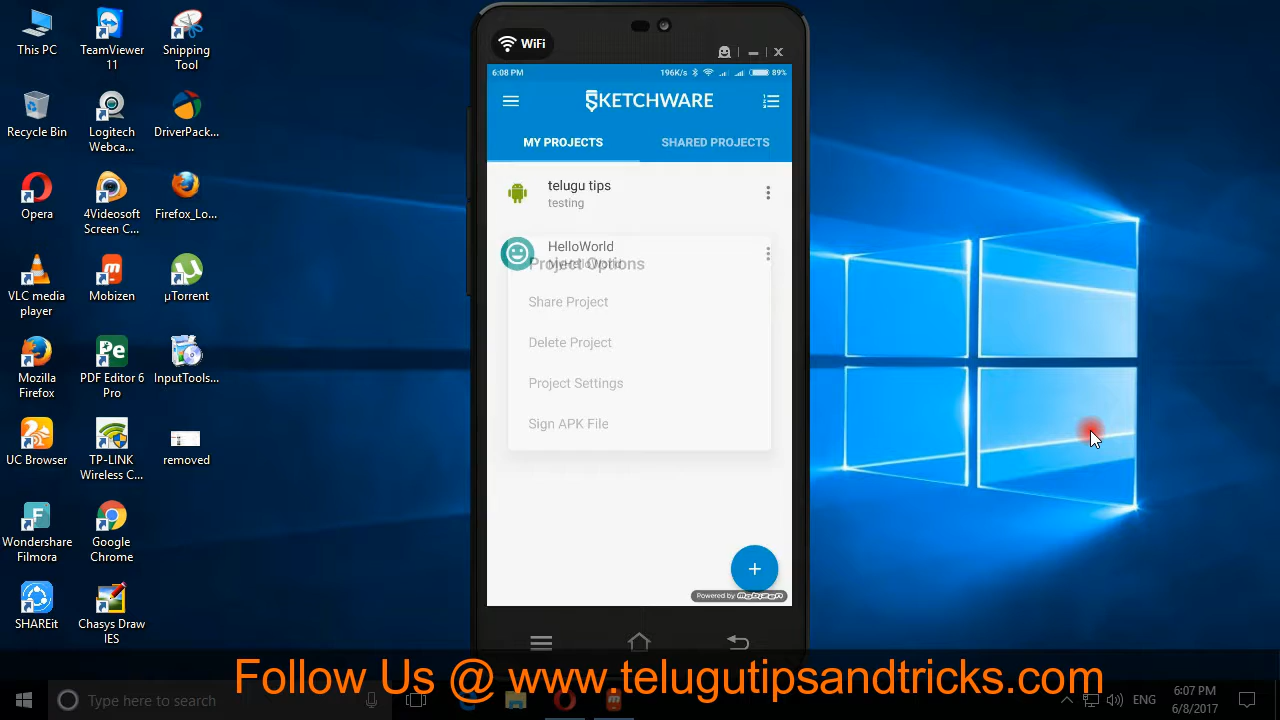 This PC
TeamViewer
11
Snipping
Tool
Recycle Bin
Logitech
Webca...
DriverPack...
Opera
4Videosoft
Screen C...
Firefox_Lo...
VLC media
player
Mobizen
µTorrent
Mozilla
Firefox
PDF Editor 6
Pro
InputTools...
UC Browser
TP-LINK
Wireless C...
removed
Wondershare
Filmora
Google
Chrome
SHAREit
Chasys Draw
IES
WiFi
6:08 PM
196K/s
89%
SKETCHWARE
MY PROJECTS
SHARED PROJECTS
telugu tips
testing
HelloWorld
MyHelloWorld
Project Options
Share Project
Delete Project
Project Settings
Sign APK File
Powered by mobizen
Follow Us @ www.telugutipsandtricks.com
Type here to search
ENG
6:07 PM
6/8/2017